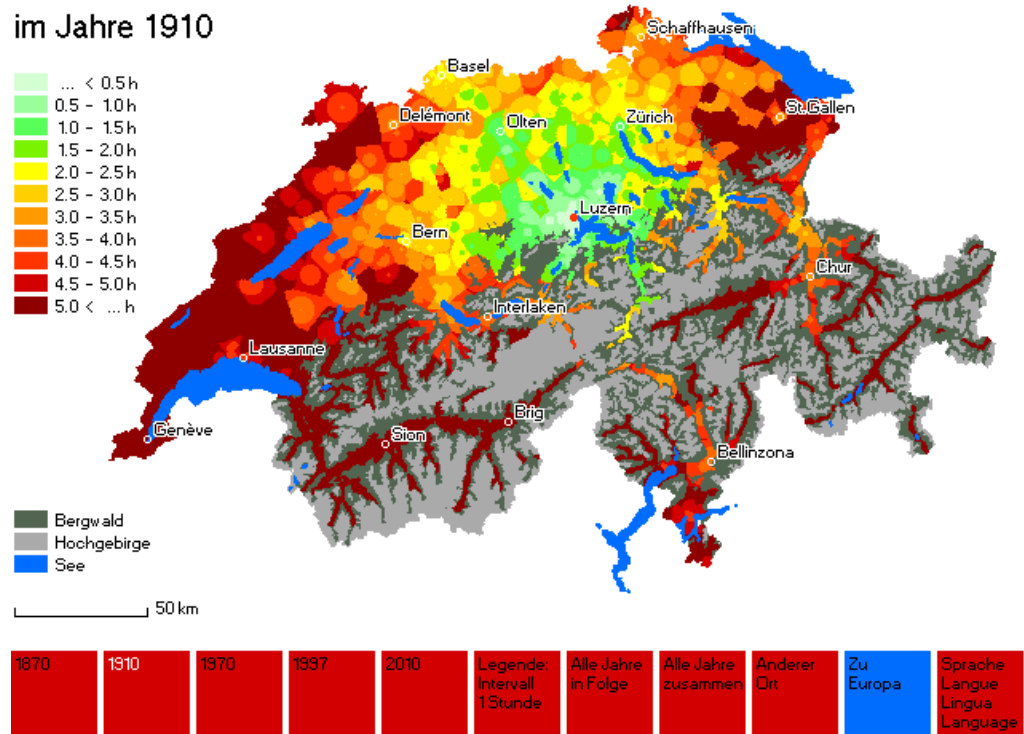 im Jahre 1910
... < 0.5 h
0.5 - 1.0 h
1.0 - 1.5 h
1.5 - 2.0 h
2.0 - 2.5 h
2.5 - 3.0 h
3.0 - 3.5 h
3.5 - 4.0 h
4.0 - 4.5 h
4.5 - 5.0 h
5.0 < ... h
Schaffhausen
Basel
Delémont
Olten
Zürich
St.Gallen
Luzern
Bern
Chur
Interlaken
Lausanne
Genève
Sion
Brig
Bellinzona
Bergwald
Hochgebirge
See
50 km
1870
1910
1970
1997
2010
Legende:
Intervall
1 Stunde
Alle Jahre
in Folge
Alle Jahre
zusammen
Anderer
Ort
Zu
Europa
Sprache
Langue
Lingua
Language